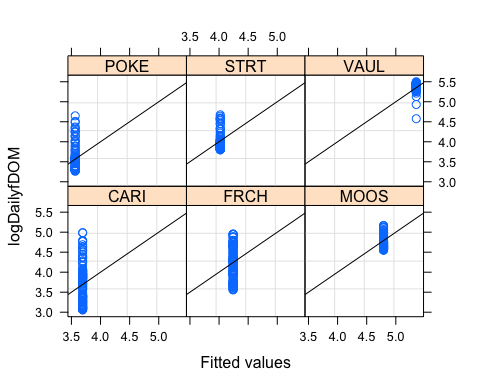 3.5 4.0 4.5 5.0
POKE STRT VAUL
5.5
5.0
4.5
4.0
3.5
3.0
logDailyfDOM
CARI FRCH MOOS
5.5
5.0
4.5
4.0
3.5
3.0
3.5 4.0 4.5 5.0 3.5 4.0 4.5 5.0
Fitted values